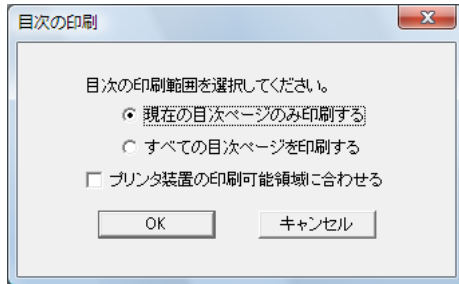 目次の印刷
目次の印刷範囲を選択してください。
現在の目次ページのみ印刷する
すべての目次ページを印刷する
プリンタ装置の印刷可能領域に合わせる
OK キャンセル